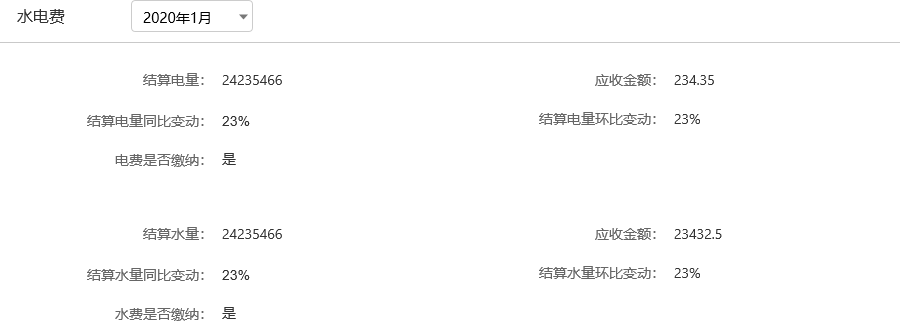 水电费 2020年1月
结算电量： 24235466 应收金额： 234.35
结算电量同比变动： 23% 结算电量环比变动： 23%
电费是否缴纳： 是
结算水量： 24235466 应收金额： 23432.5
结算水量同比变动： 23% 结算水量环比变动： 23%
水费是否缴纳： 是